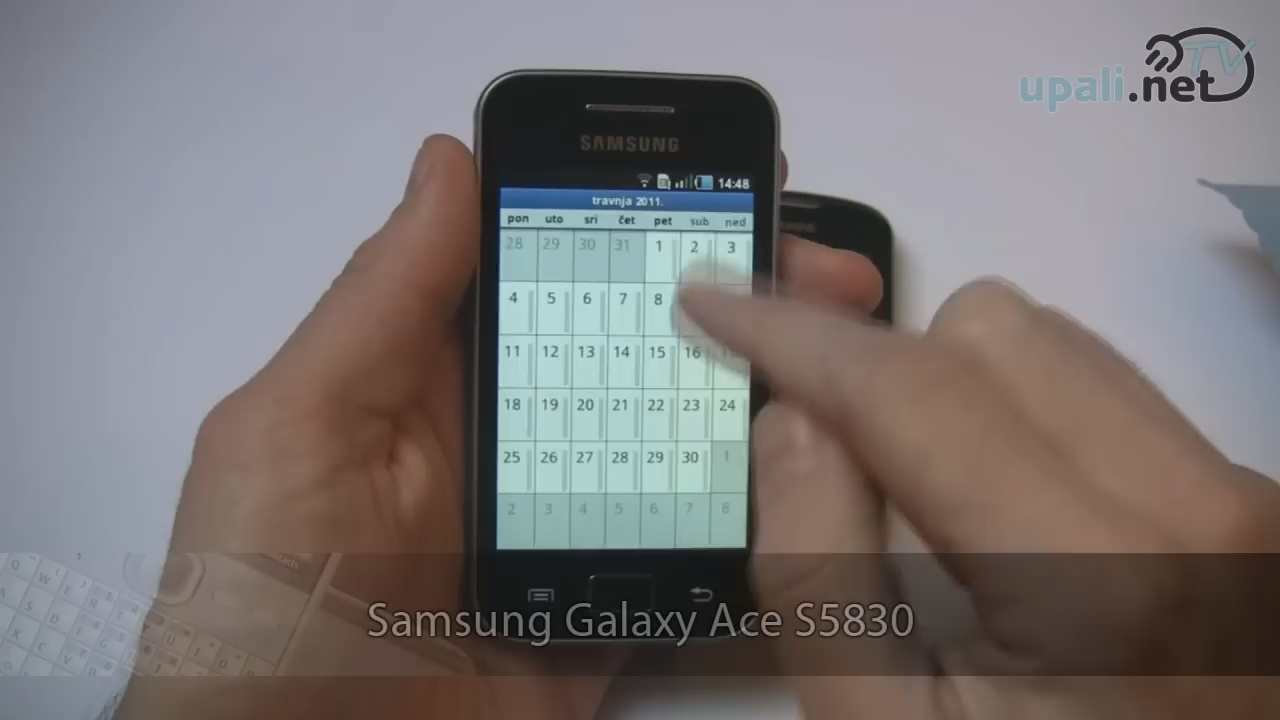 TV
upali.net
SAMSUNG
14:48
travnja 2011.
pon uto sri čet pet sub ned
28 29 30 31 1 2 3
4 5 6 7 8
11 12 13 14 15 16
18 19 20 21 22 23 24
25 26 27 28 29 30 1
2 3 4 5 6 7 8
Samsung Galaxy Ace S5830